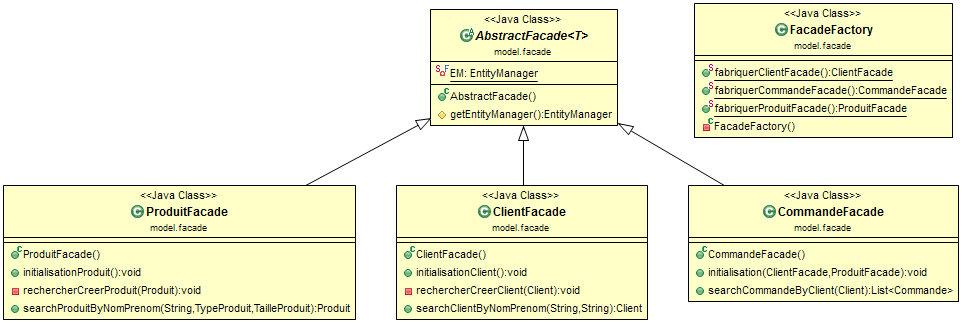 <<Java Class>>
AbstractFacade<T>
model.facade
EM: EntityManager
AbstractFacade()
getEntityManager():EntityManager
<<Java Class>>
FacadeFactory
model.facade
fabriquerClientFacade():ClientFacade
fabriquerCommandeFacade():CommandeFacade
fabriquerProduitFacade():ProduitFacade
FacadeFactory()
<<Java Class>>
ProduitFacade
model.facade
ProduitFacade()
initialisationProduit():void
rechercherCreerProduit(Produit):void
searchProduitByNomPrenom(String,TypeProduit,TailleProduit):Produit
<<Java Class>>
ClientFacade
model.facade
ClientFacade()
initialisationClient():void
rechercherCreerClient(Client):void
searchClientByNomPrenom(String,String):Client
<<Java Class>>
CommandeFacade
model.facade
CommandeFacade()
initialisation(ClientFacade,ProduitFacade):void
searchCommandeByClient(Client):List<Commande>